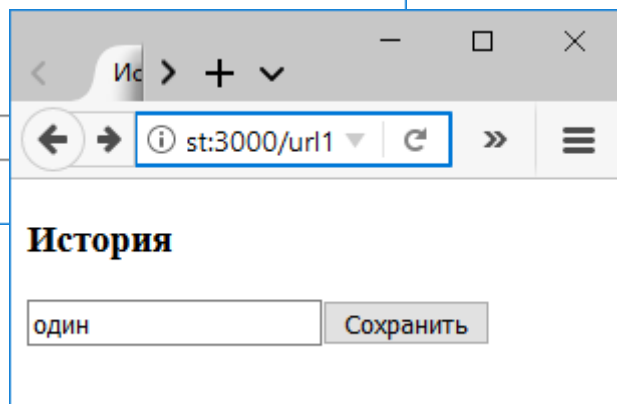 Ис
st:3000/url1
История
один
Сохранить